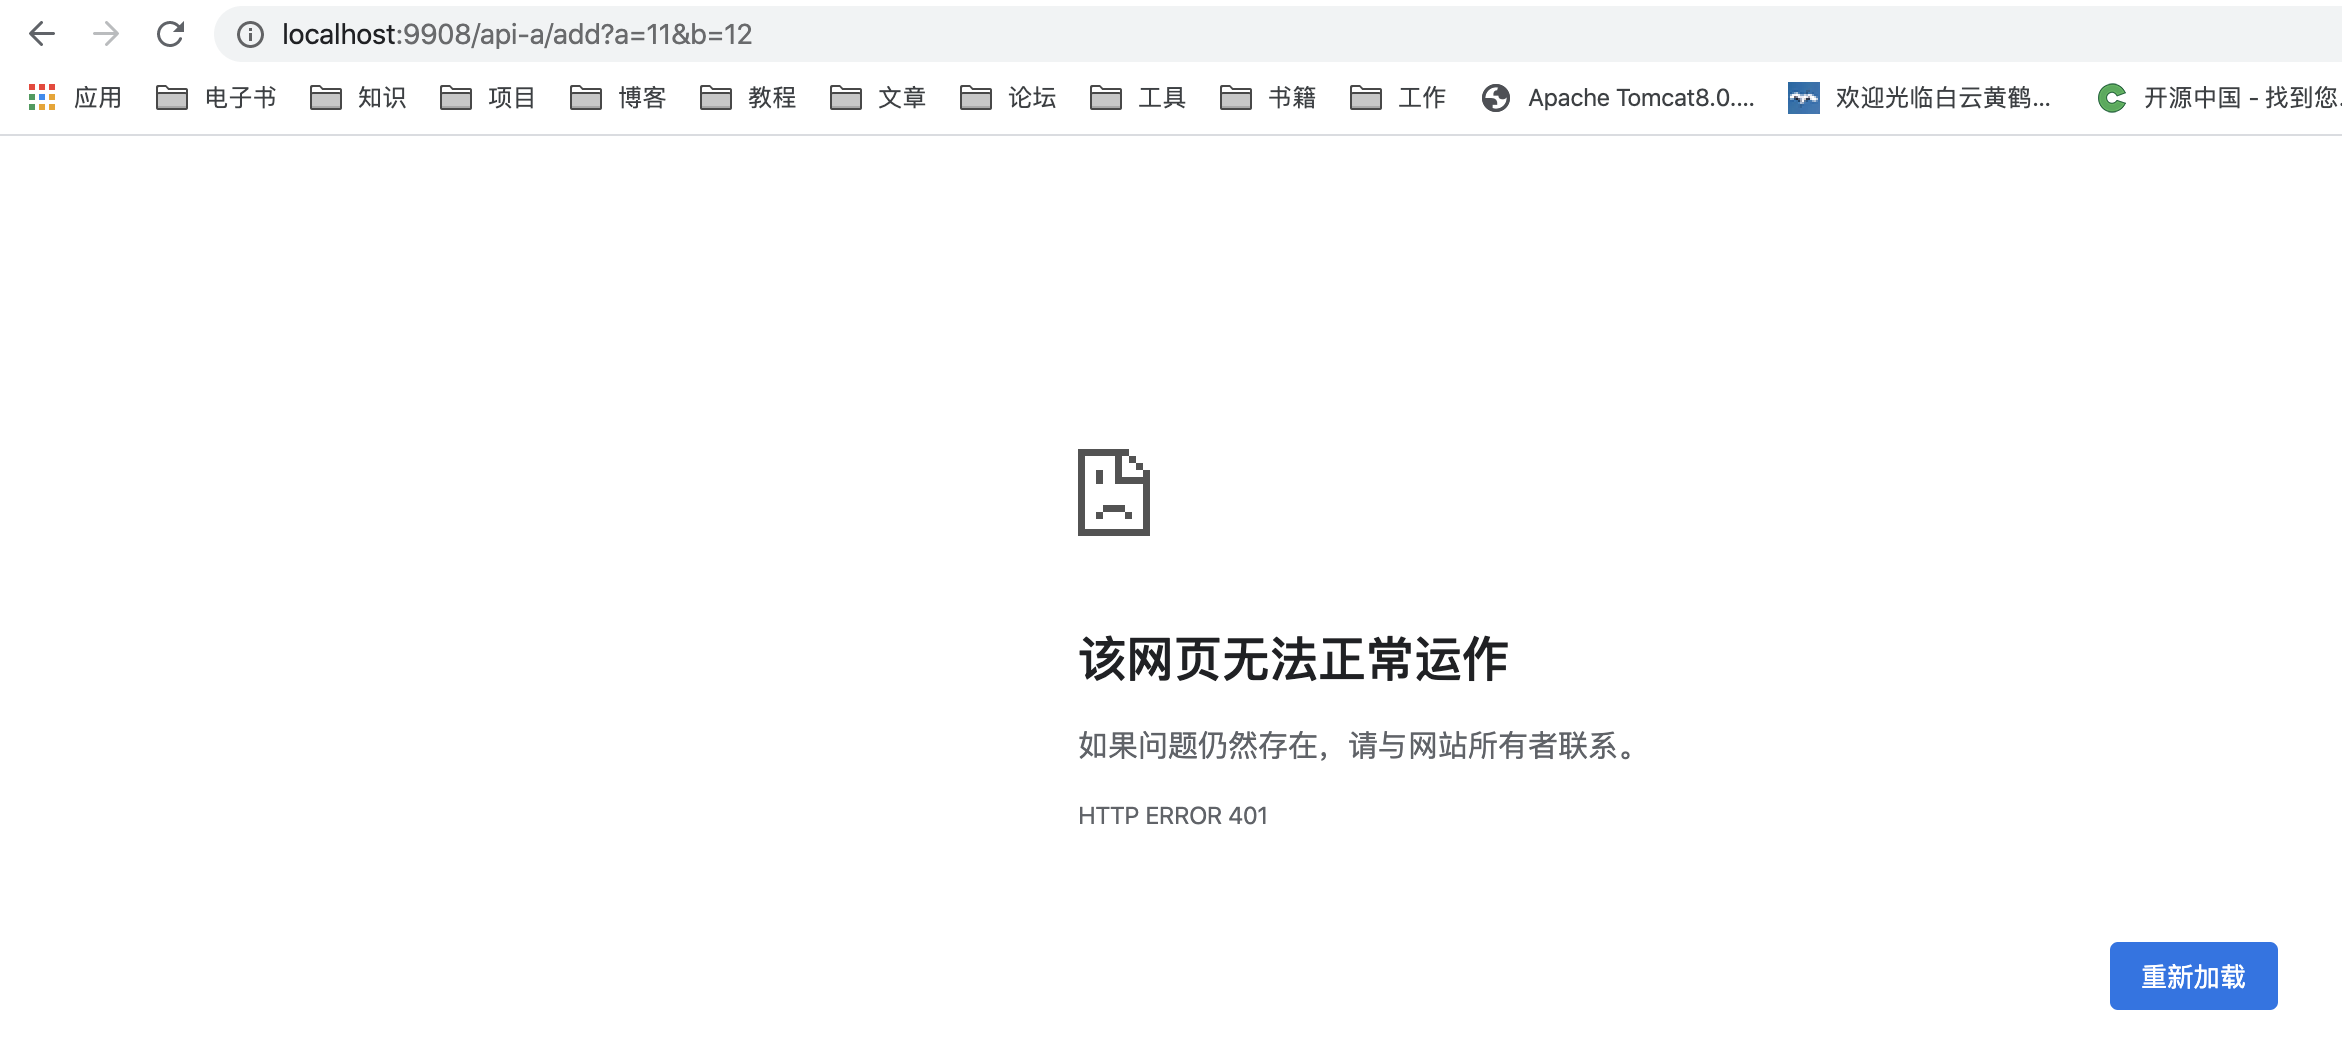 localhost:9908/api-a/add?a=11&b=12
应用 电子书 知识 项目 博客 教程 文章 论坛 工具 书籍 工作 Apache Tomcat8.0.... 欢迎光临白云黄鹤... 开源中国 - 找到您.
该网页无法正常运作
如果问题仍然存在，请与网站所有者联系。
HTTP ERROR 401
重新加载